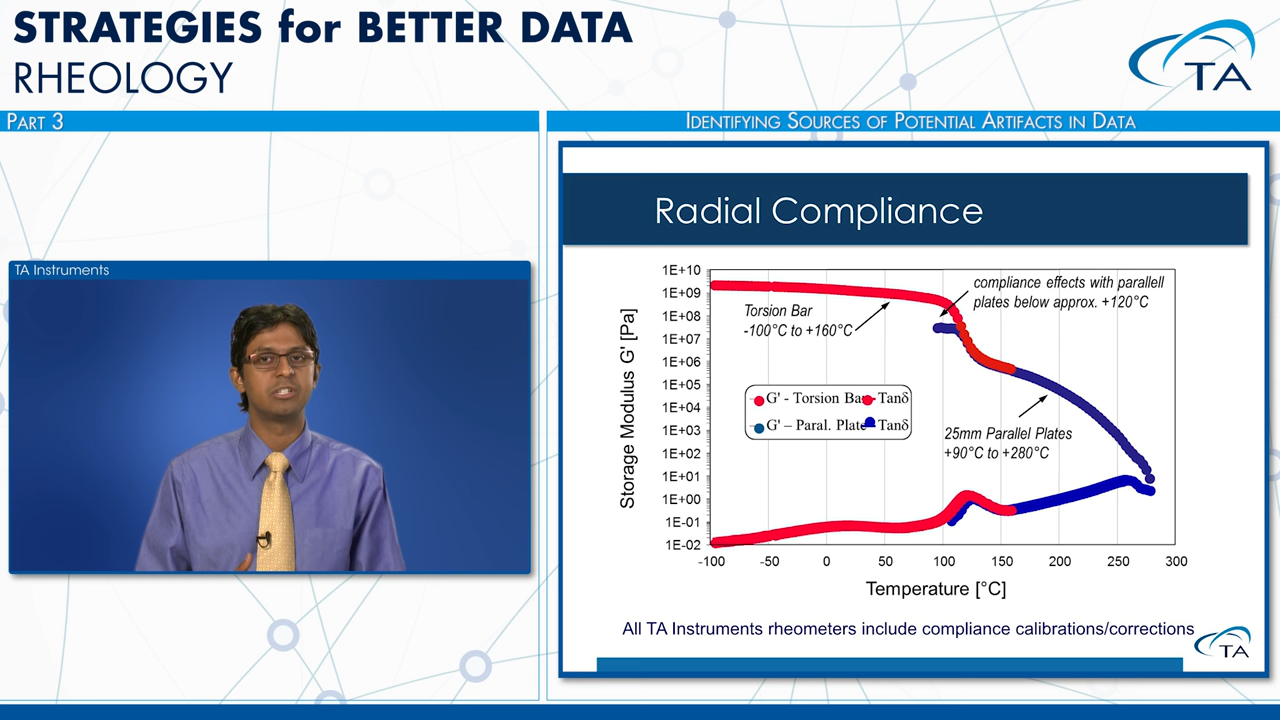 STRATEGIES for BETTER DATA
RHEOLOGY
TA
PART 3
IDENTIFYING SOURCES OF POTENTIAL ARTIFACTS IN DATA
TA Instruments
Radial Compliance
Storage Modulus G' [Pa]
1E+10
1E+09
1E+08
1E+07
1E+06
1E+05
1E+04
1E+03
1E+02
1E+01
1E+00
1E-01
1E-02
compliance effects with parallell
plates below approx. +120°C
Torsion Bar
-100°C to +160°C
G' - Torsion Bar
Tanδ
G' – Paral. Plate
Tanδ
25mm Parallel Plates
+90°C to +280°C
-100 -50 0 50 100 150 200 250 300
Temperature [°C]
All TA Instruments rheometers include compliance calibrations/corrections
TA